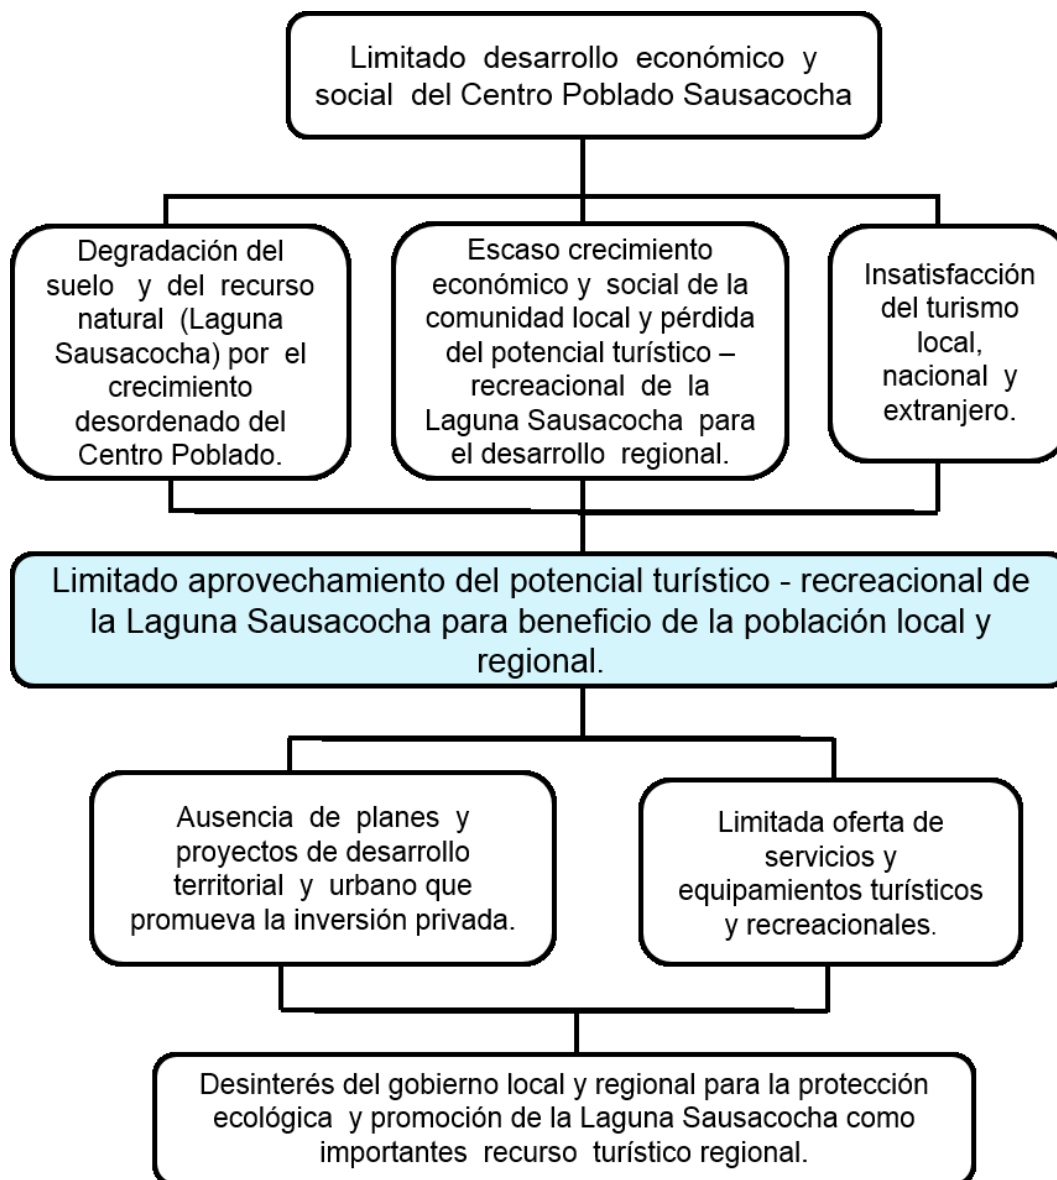 Limitado desarrollo económico y
social del Centro Poblado Sausacocha
Degradación del
suelo y del recurso
natural (Laguna
Sausacocha) por el
crecimiento
desordenado del
Centro Poblado.
Escaso crecimiento
económico y social de la
comunidad local y pérdida
del potencial turístico –
recreacional de la
Laguna Sausacocha para
el desarrollo regional.
Insatisfacción
del turismo
local,
nacional y
extranjero.
Limitado aprovechamiento del potencial turístico - recreacional de
la Laguna Sausacocha para beneficio de la población local y
regional.
Ausencia de planes y
proyectos de desarrollo
territorial y urbano que
promueva la inversión privada.
Limitada oferta de
servicios y
equipamientos turísticos
y recreacionales.
Desinterés del gobierno local y regional para la protección
ecológica y promoción de la Laguna Sausacocha como
importantes recurso turístico regional.